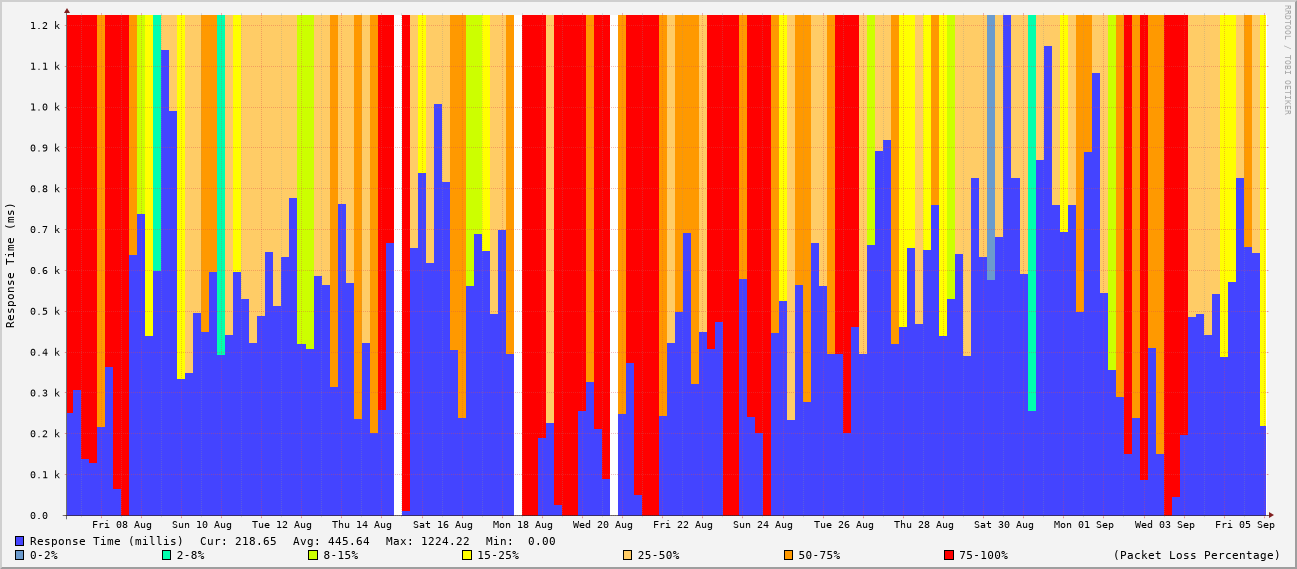 1.2 k
1.1 k
1.0 k
0.9 k
0.8 k
0.7 k
0.6 k
0.5 k
0.4 k
0.3 k
0.2 k
0.1 k
0.0
Response Time (ms)
RRDTOOL / TOBI OETIKER
Fri 08 Aug Sun 10 Aug Tue 12 Aug Thu 14 Aug Sat 16 Aug Mon 18 Aug Wed 20 Aug Fri 22 Aug Sun 24 Aug Tue 26 Aug Thu 28 Aug Sat 30 Aug Mon 01 Sep Wed 03 Sep Fri 05 Sep
Response Time (millis) Cur: 218.65 Avg: 445.64 Max: 1224.22 Min: 0.00
0-2% 2-8% 8-15% 15-25% 25-50% 50-75% 75-100% (Packet Loss Percentage)